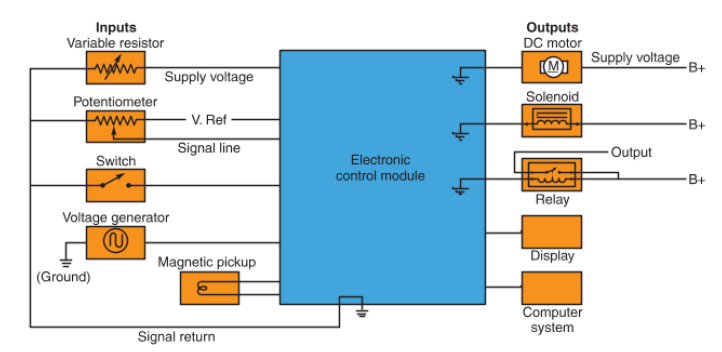 Inputs
Variable resistor
Supply voltage
Potentiometer
V. Ref
Signal line
Switch
Voltage generator
(Ground)
Magnetic pickup
Signal return
Electronic
control module
Outputs
DC motor
M
Supply voltage
B+
Solenoid
B+
Output
B+
Relay
Display
Computer
system